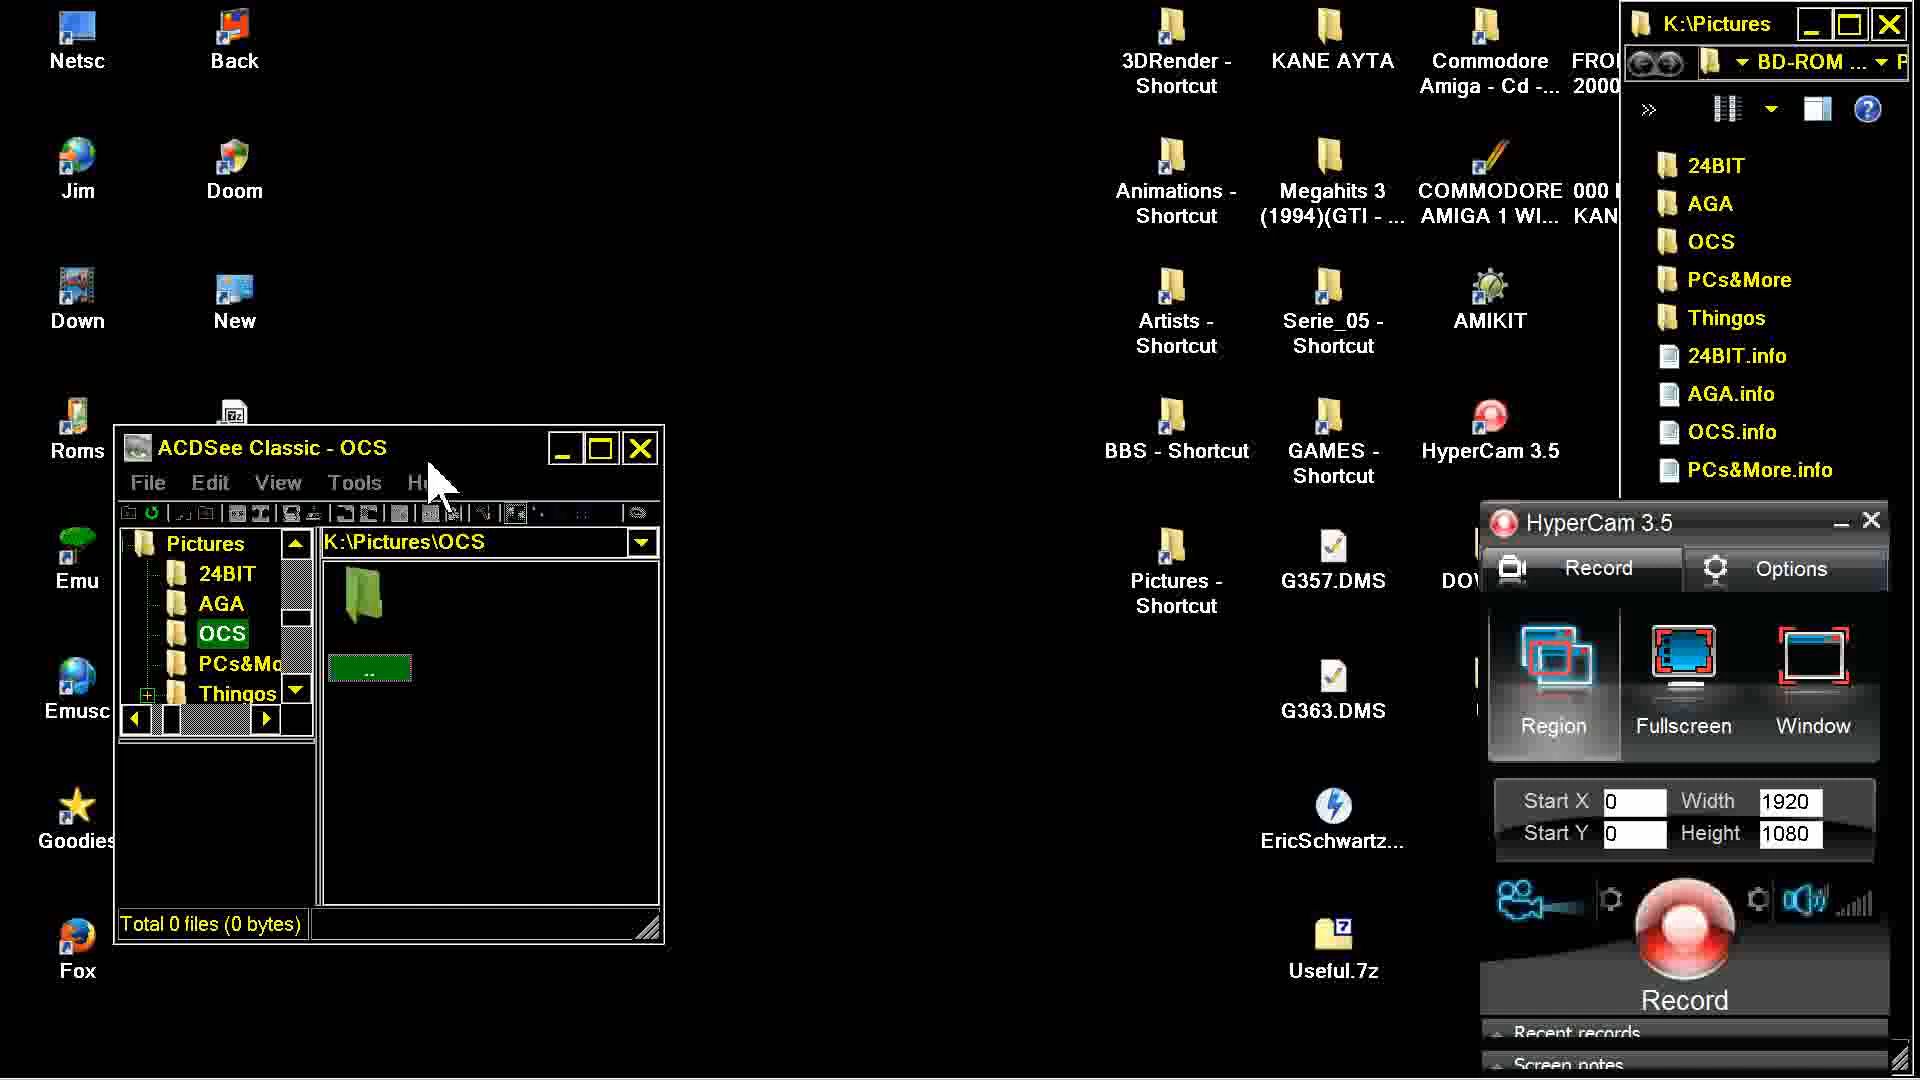 Netsc
Back
Jim
Doom
Down
New
Roms
Emu
Emusc
Goodies
Fox
ACDSee Classic - OCS
File Edit View Tools
Pictures
24BIT
AGA
OCS
PCs&Mo
Thingos
K:\Pictures\OCS
..
Total 0 files (0 bytes)
3DRender -
Shortcut
KANE AYTA
Commodore
Amiga - Cd -...
FRO
2000
Animations -
Shortcut
Megahits 3
(1994)(GTI - ...
COMMODORE
AMIGA 1 WI...
000
KAN
Artists -
Shortcut
Serie_05 -
Shortcut
AMIKIT
BBS - Shortcut
GAMES -
Shortcut
HyperCam 3.5
Pictures -
Shortcut
G357.DMS
DO
G363.DMS
EricSchwartz...
Useful.7z
K:\Pictures
BD-ROM ...
24BIT
AGA
OCS
PCs&More
Thingos
24BIT.info
AGA.info
OCS.info
PCs&More.info
HyperCam 3.5
Record
Options
Region
Fullscreen
Window
Start X 0 Width 1920
Start Y 0 Height 1080
Record
Recent records
Screen notes